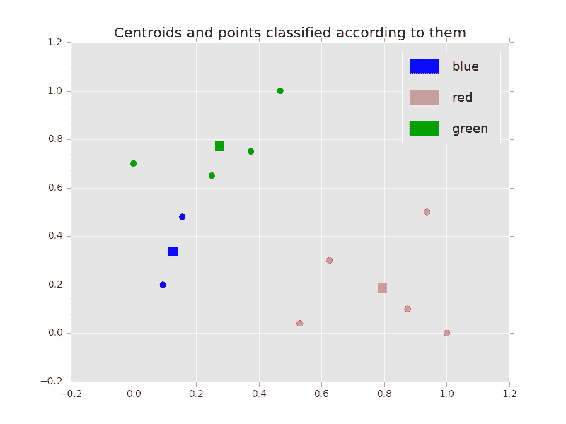 Centroids and points classified according to them
1.2
1.0
0.8
0.6
0.4
0.2
0.0
−0.2
−0.2 0.0 0.2 0.4 0.6 0.8 1.0 1.2
blue
red
green